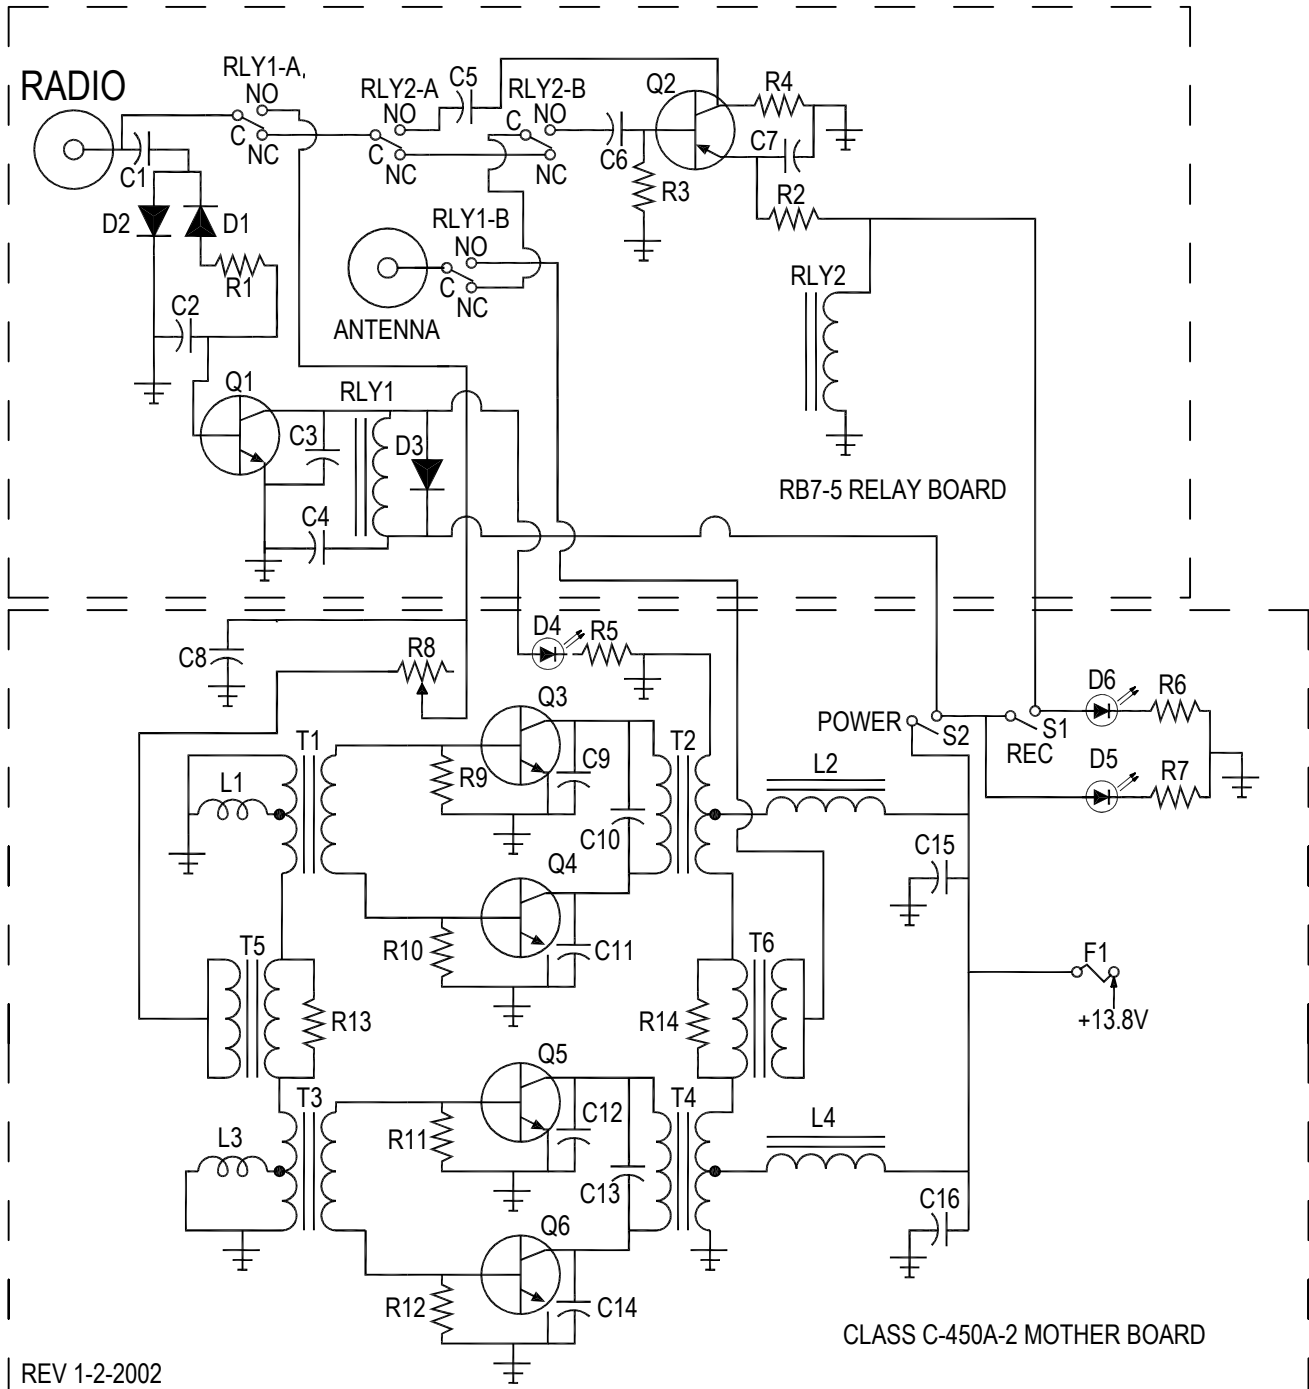 RADIO
RLY1-A,
NO
C
NC
C1
RLY2-A
NO
C
NC
C5
RLY2-B
NO
C
NC
C6
Q2
R4
C7
R3
R2
D2
D1
R1
C2
RLY1-B
NO
C
NC
ANTENNA
RLY2
Q1
RLY1
C3
D3
C4
RB7-5 RELAY BOARD
C8
R8
D4
R5
Q3
D6
R6
POWER
S2
S1
REC
D5
R7
T1
R9
C9
T2
L2
L1
C10
C15
Q4
R10
C11
T5
T6
F1
R13
R14
+13.8V
Q5
T3
C12
T4
L4
L3
R11
C13
C16
Q6
R12
C14
CLASS C-450A-2 MOTHER BOARD
REV 1-2-2002